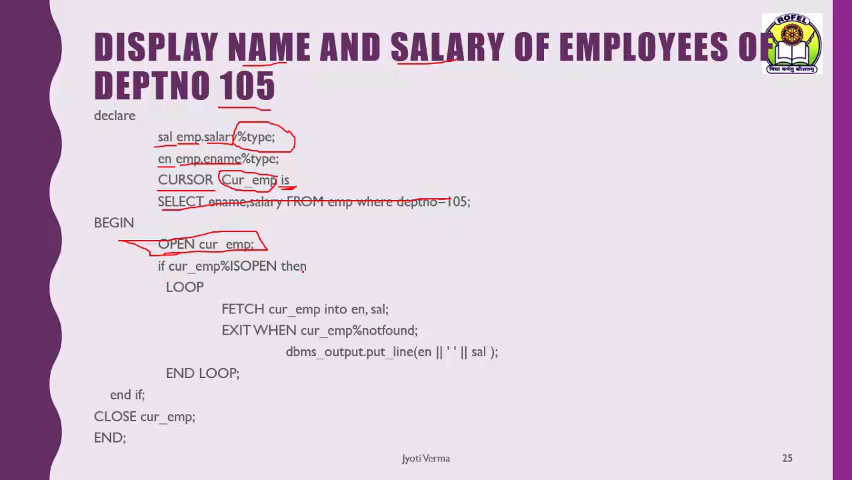 DISPLAY NAME AND SALARY OF EMPLOYEES OF
DEPTNO 105
ROFEL
declare
sal emp.salary%type;
en emp.ename%type;
CURSOR Cur_emp is
SELECT ename,salary FROM emp where deptno=105;
BEGIN
OPEN cur_emp;
if cur_emp%ISOPEN then
LOOP
FETCH cur_emp into en, sal;
EXIT WHEN cur_emp%notfound;
dbms_output.put_line(en || ' ' || sal );
END LOOP;
end if;
CLOSE cur_emp;
END;
Jyoti Verma
25